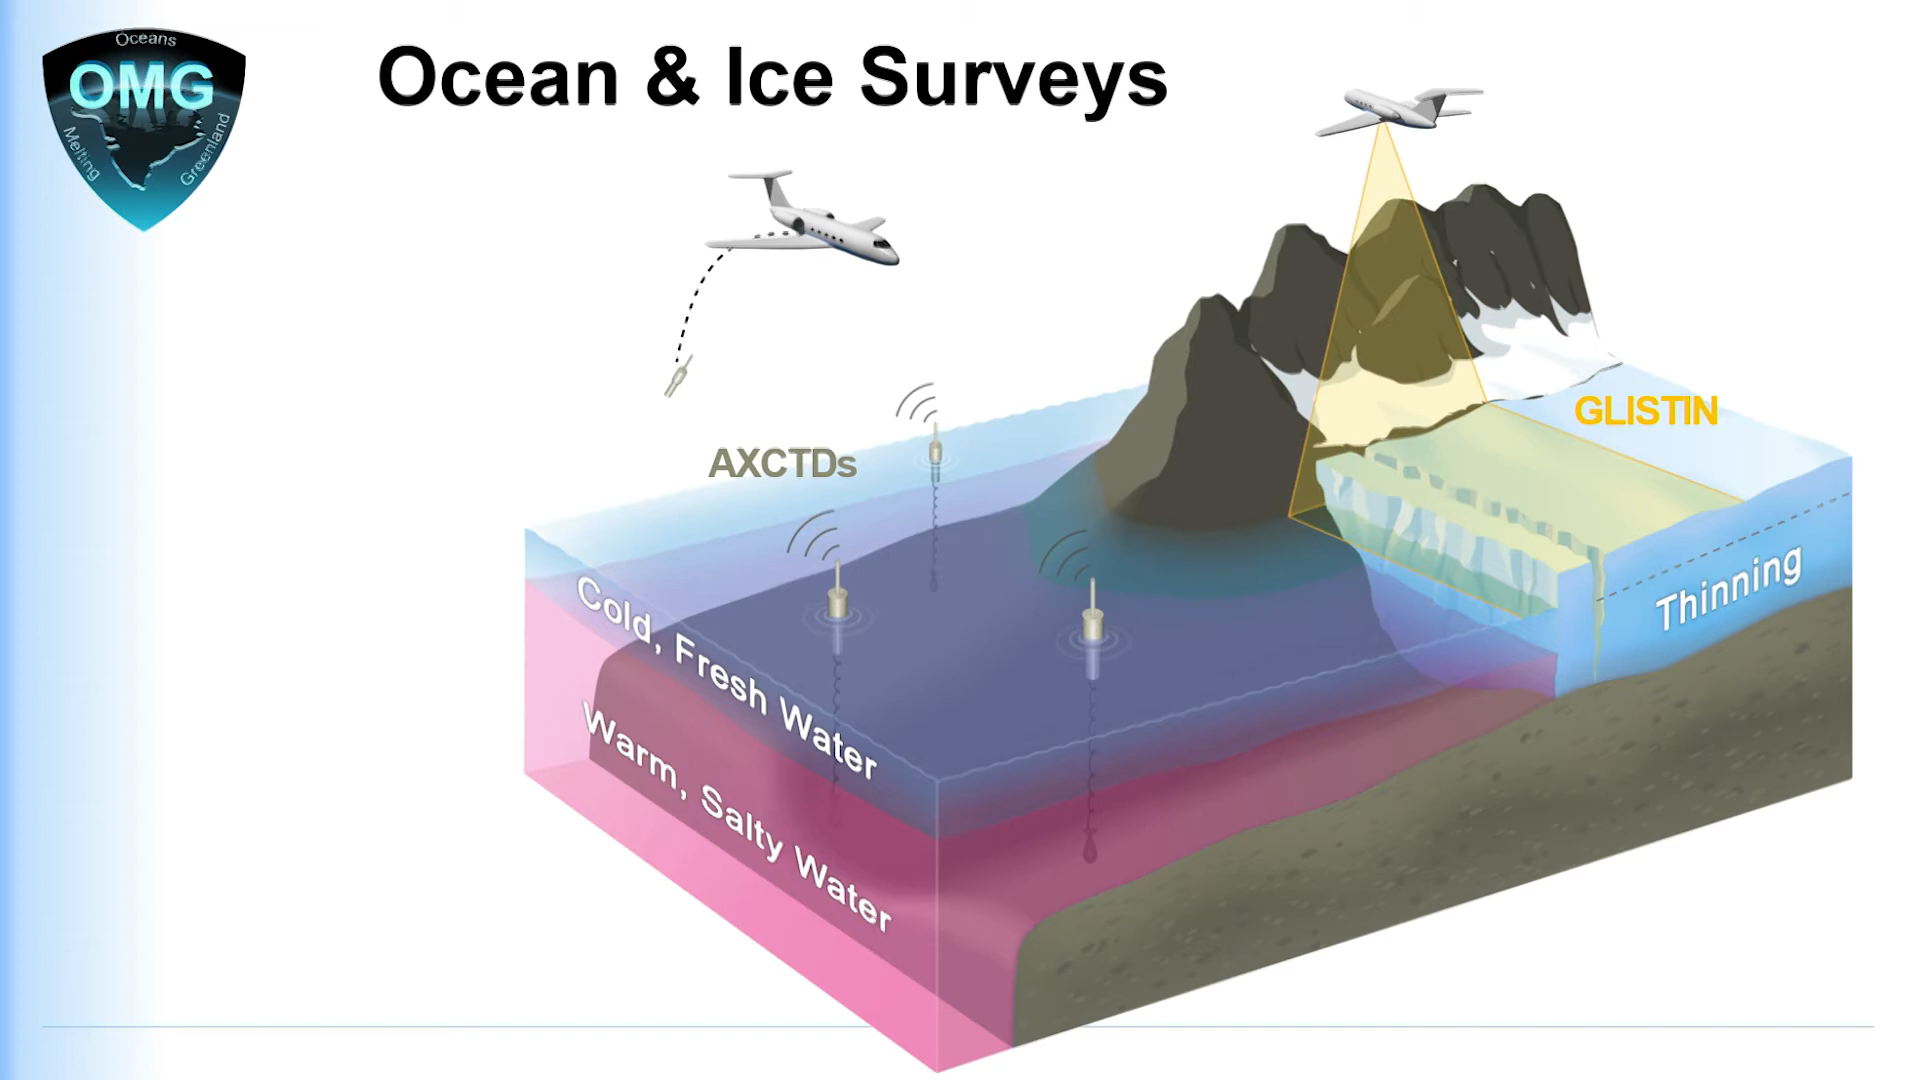 Oceans
OMG
Melting
Greenland
Ocean & Ice Surveys
GLISTIN
AXCTDs
Thinning
Cold, Fresh Water
Warm, Salty Water